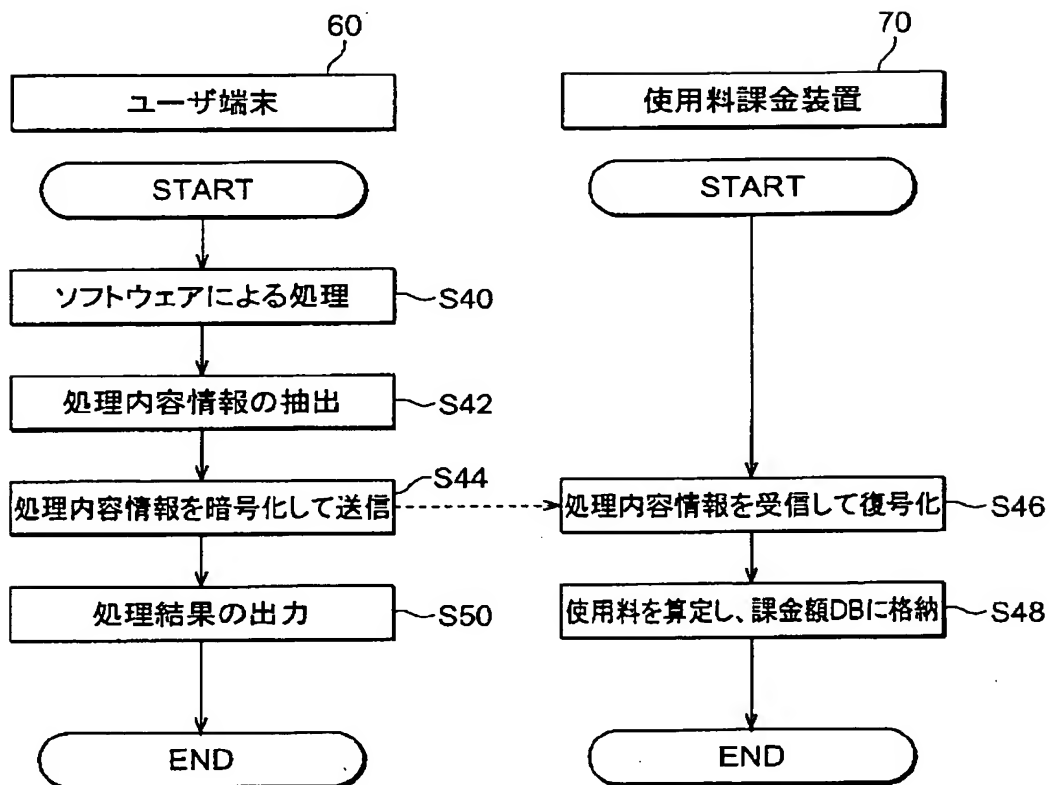 60
ユーザ端末
START
ソフトウェアによる処理
S40
処理内容情報の抽出
S42
処理内容情報を暗号化して送信
S44
処理結果の出力
S50
END
70
使用料課金装置
START
処理内容情報を受信して復号化
S46
使用料を算定し、課金額DBに格納
S48
END